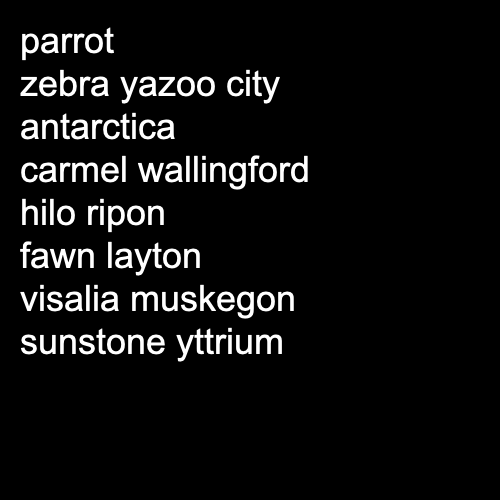 parrot
zebra yazoo city
antarctica
carmel wallingford
hilo ripon
fawn layton
visalia muskegon
sunstone yttrium